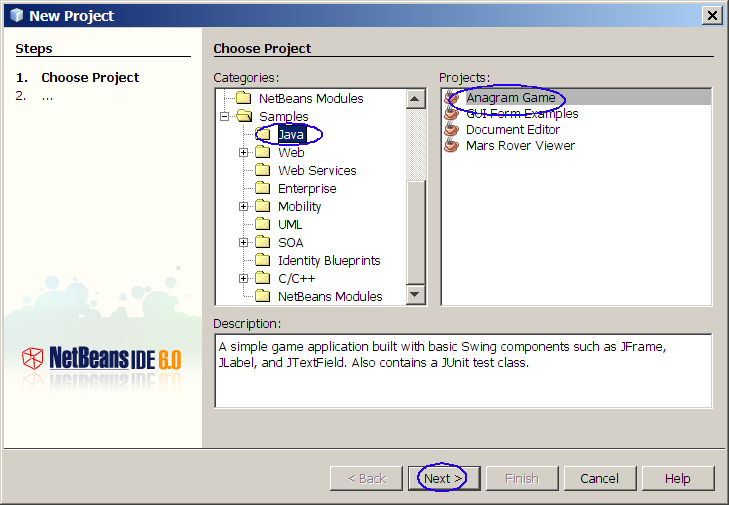 New Project
Steps
1. Choose Project
2. ...
NetBeans IDE 6.0
Choose Project
Categories:
NetBeans Modules
Samples
Java
Web
Web Services
Enterprise
Mobility
UML
SOA
Identity Blueprints
C/C++
NetBeans Modules
Projects:
Anagram Game
GUI Form Examples
Document Editor
Mars Rover Viewer
Description:
A simple game application built with basic Swing components such as JFrame,
JLabel, and JTextField. Also contains a JUnit test class.
< Back
Next >
Finish
Cancel
Help